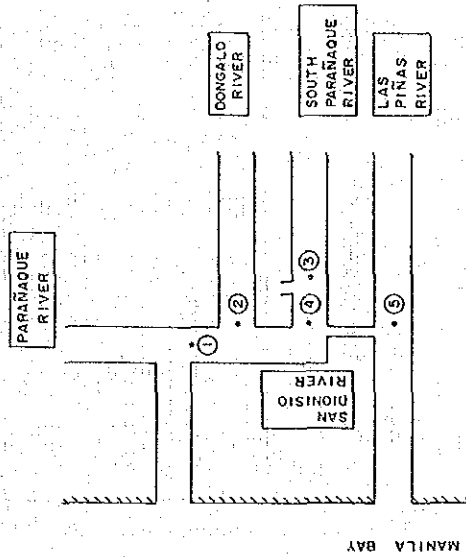 PARAÑAQUE
RIVER
DONGALO
RIVER
SOUTH
PARAÑAQUE
RIVER
LAS
PIÑAS
RIVER
1
2
3
4
5
SAN
DIONISIO
RIVER
MANILA BAY